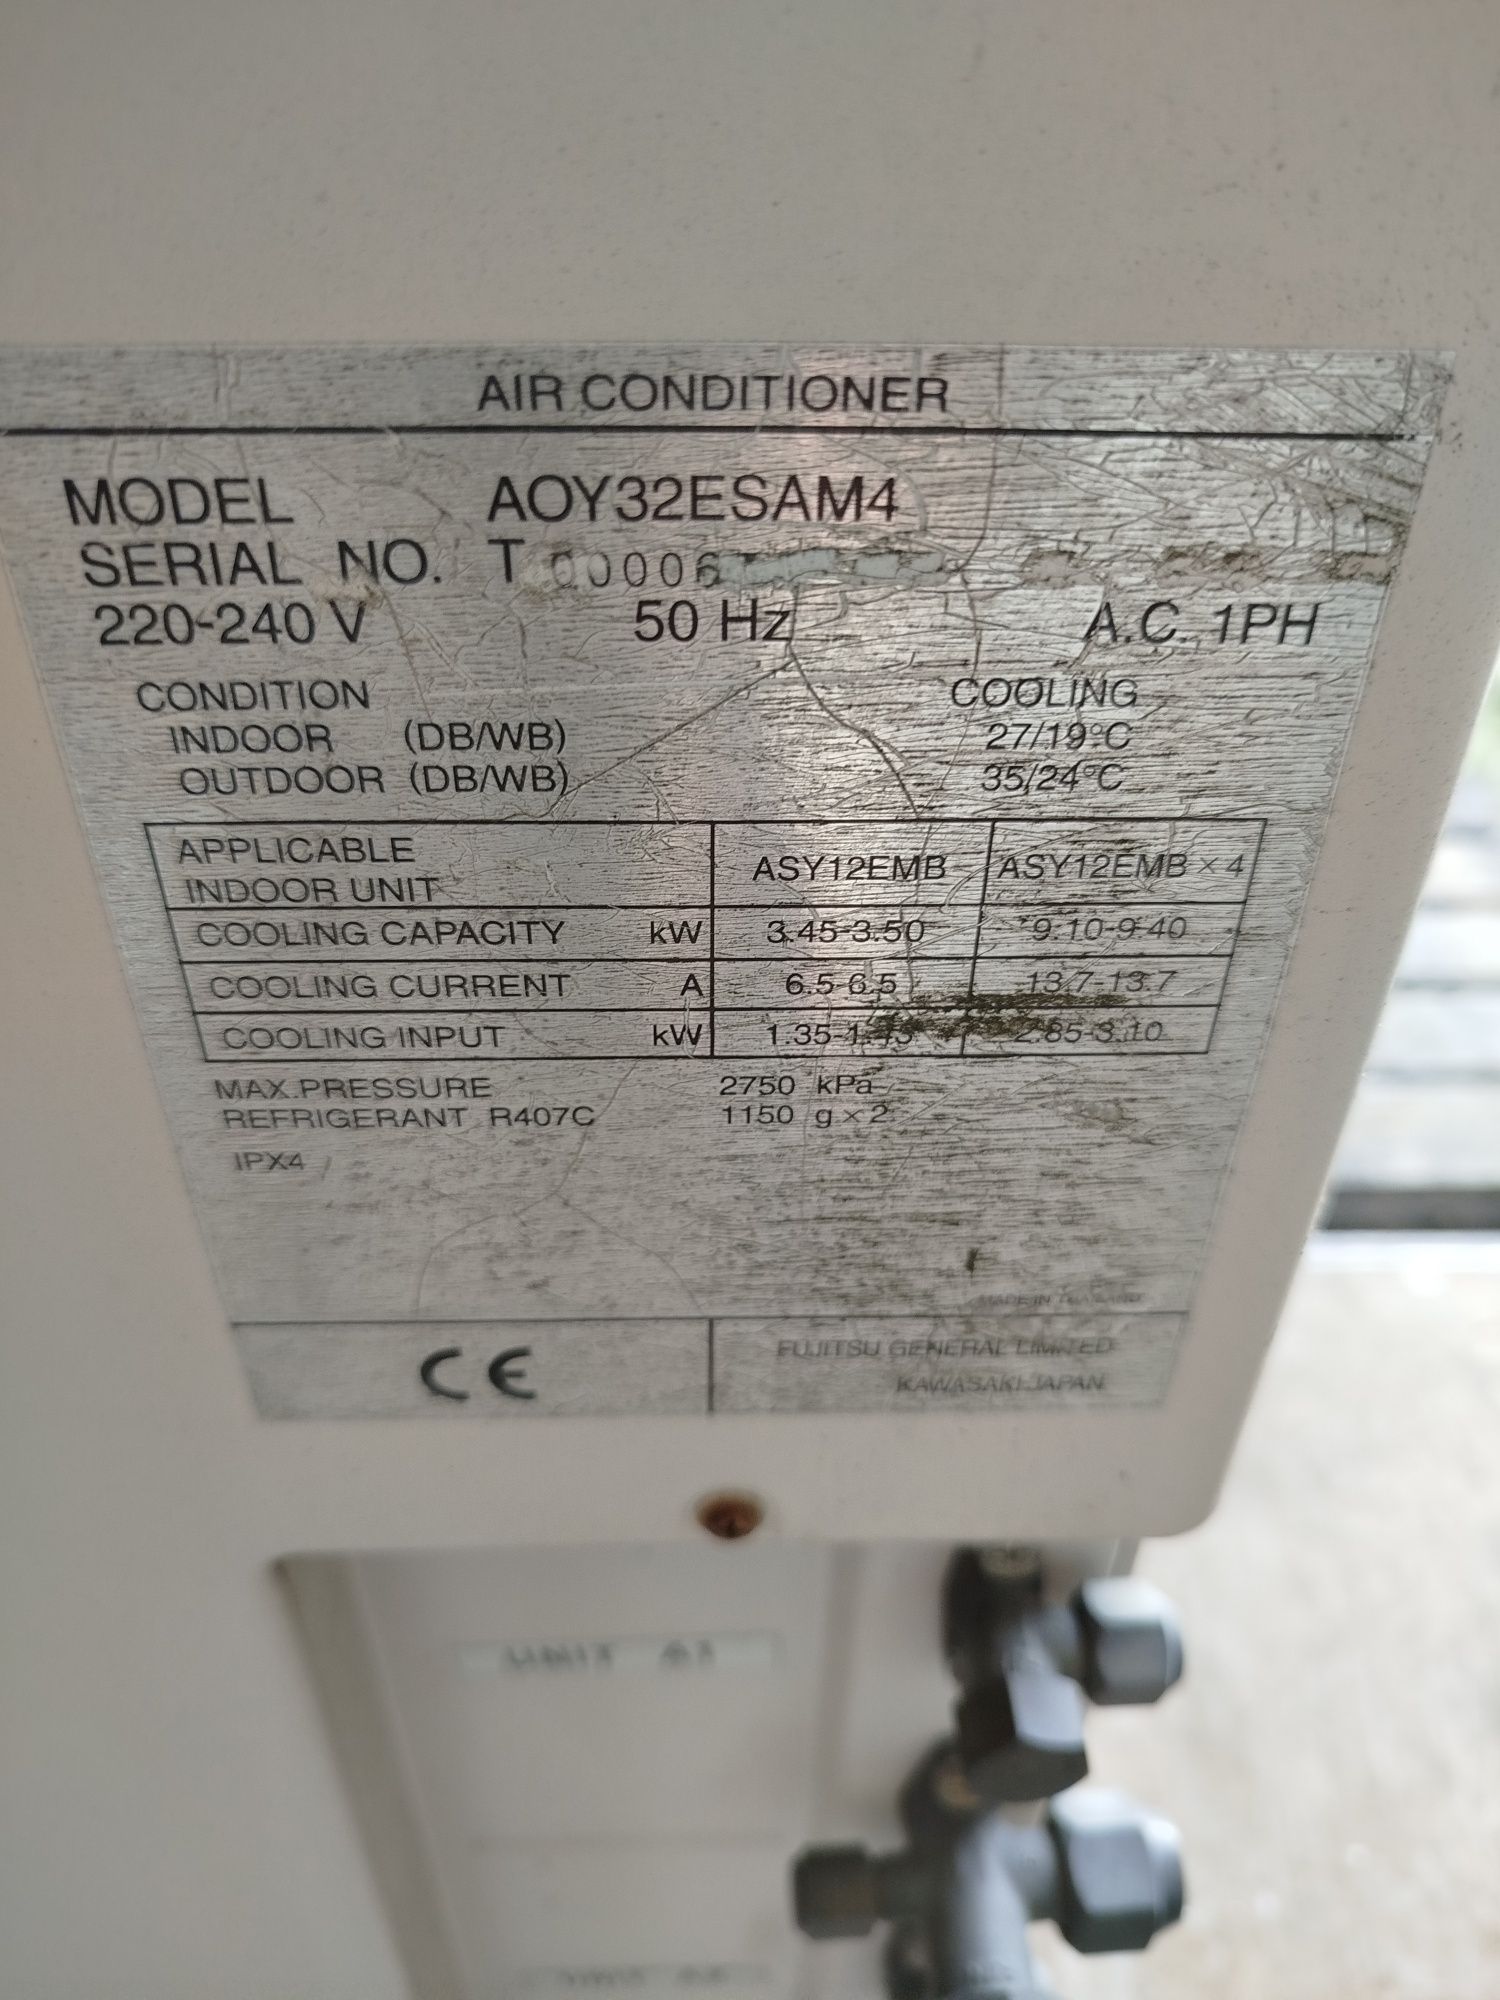 AIR CONDITIONER
MODEL AOY32ESAM4
SERIAL NO. T 00006
220-240 V 50 Hz A.C. 1PH
CONDITION COOLING
INDOOR (DB/WB) 27/19°C
OUTDOOR (DB/WB) 35/24°C
APPLICABLE
INDOOR UNIT ASY12EMB ASY12EMB × 4
COOLING CAPACITY kW 3.45-3.50 9.10-9.40
COOLING CURRENT A 6.5-6.5 13.7-13.7
COOLING INPUT kW 1.35-1.45 2.85-3.10
MAX.PRESSURE 2750 kPa
REFRIGERANT R407C 1150 g × 2
IPX4
MADE IN THAILAND
CE FUJITSU GENERAL LIMITED
KAWASAKI JAPAN
UNIT